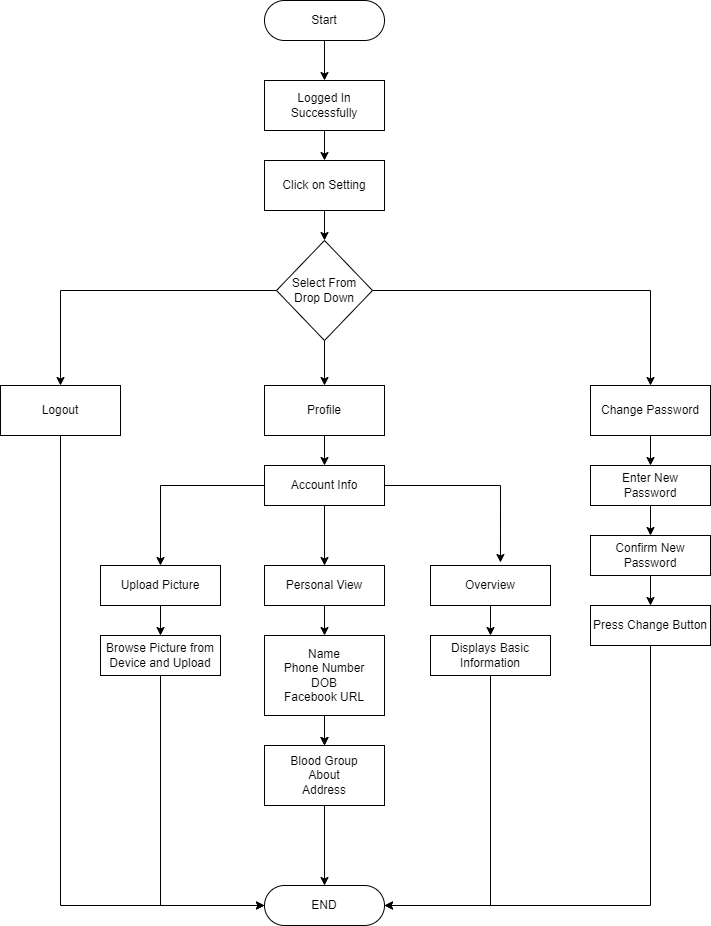 Start
Logged In
Successfully
Click on Setting
Select From
Drop Down
Logout
Profile
Change Password
Account Info
Enter New
Password
Confirm New
Password
Upload Picture
Personal View
Overview
Press Change Button
Browse Picture from
Device and Upload
Name
Phone Number
DOB
Facebook URL
Displays Basic
Information
Blood Group
About
Address
END